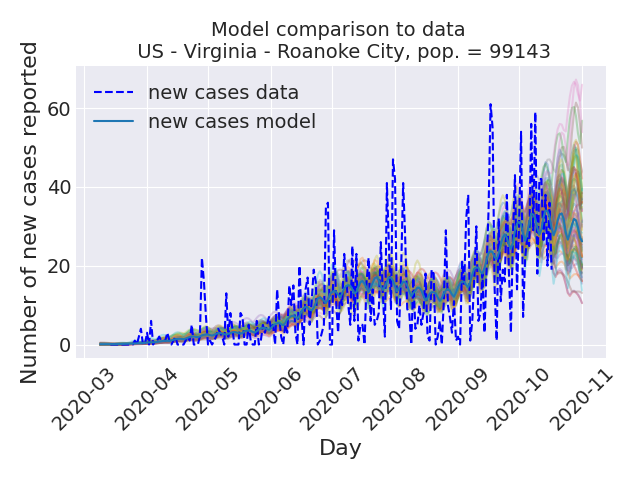 Model comparison to data
US - Virginia - Roanoke City, pop. = 99143
Number of new cases reported
60
40
20
0
new cases data
new cases model
2020-03
2020-04
2020-05
2020-06
2020-07
2020-08
2020-09
2020-10
2020-11
Day